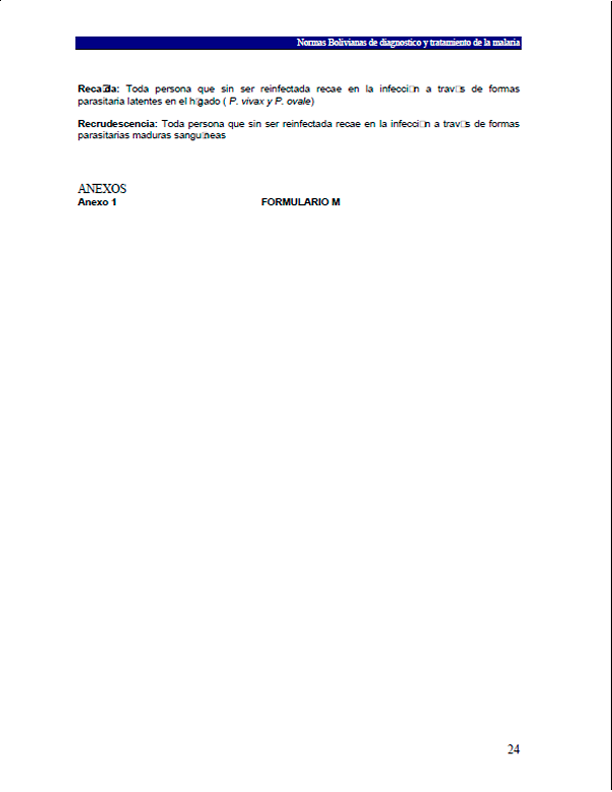 Normas Bolivianas de diagnostico y tratamiento de la malaria
Reca□da: Toda persona que sin ser reinfectada recae en la infecci□n a trav□s de formas
parasitaria latentes en el h□gado ( P. vivax y P. ovale)
Recrudescencia: Toda persona que sin ser reinfectada recae en la infecci□n a trav□s de formas
parasitarias maduras sangu□neas
ANEXOS
Anexo 1 FORMULARIO M
24